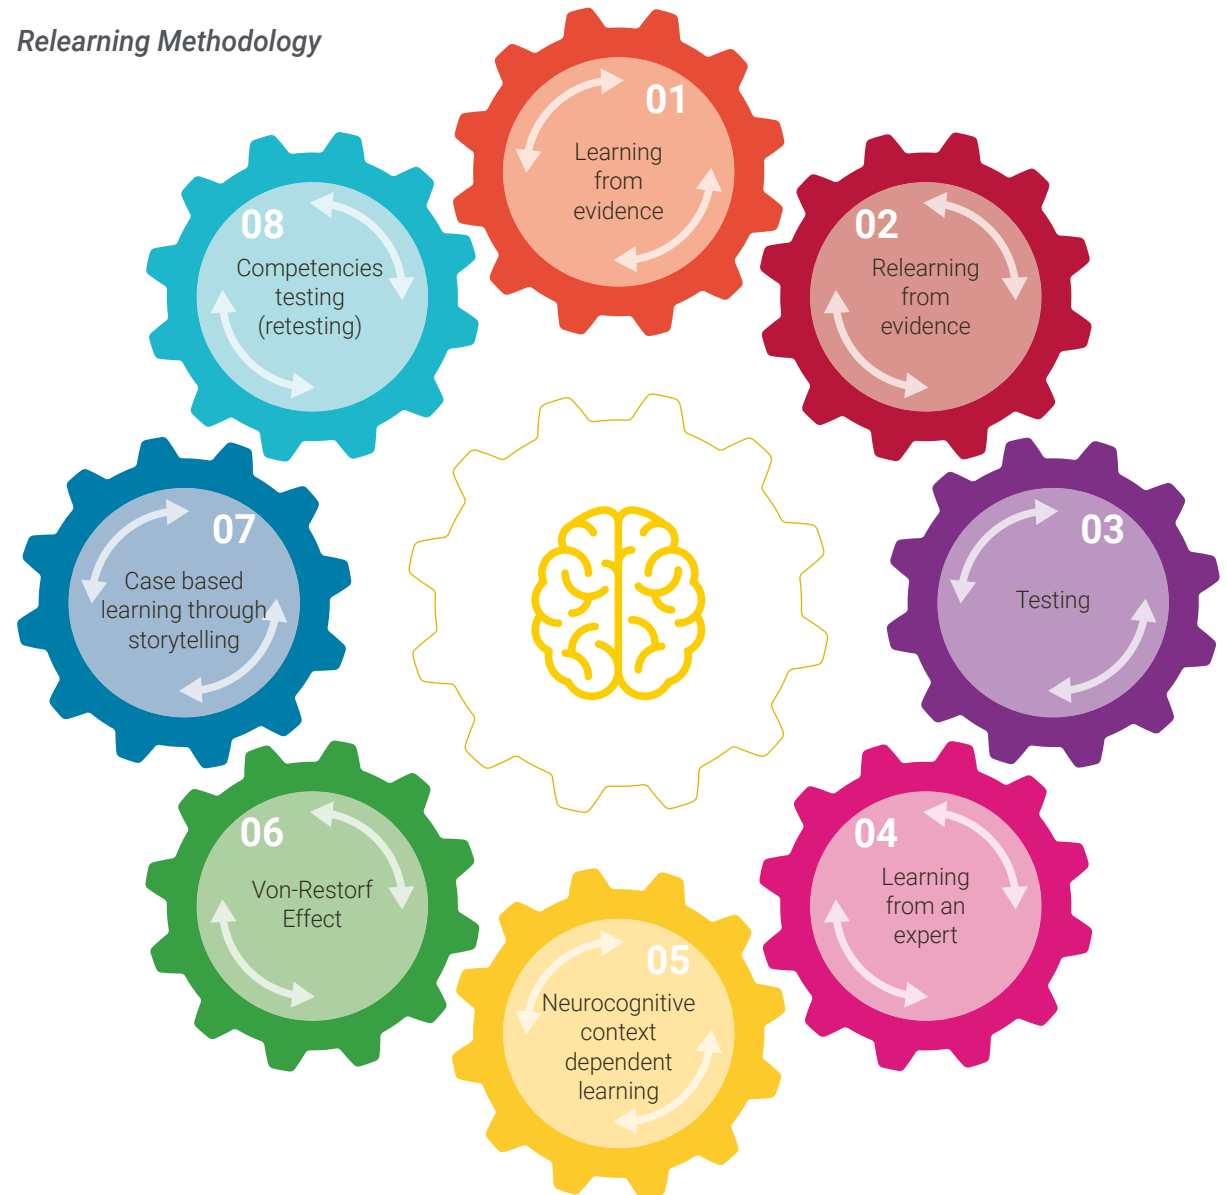 Relearning Methodology
01
Learning
from
evidence
02
Relearning
from
evidence
03
Testing
04
Learning
from an
expert
05
Neurocognitive
context
dependent
learning
06
Von-Restorf
Effect
07
Case based
learning through
storytelling
08
Competencies
testing
(retesting)